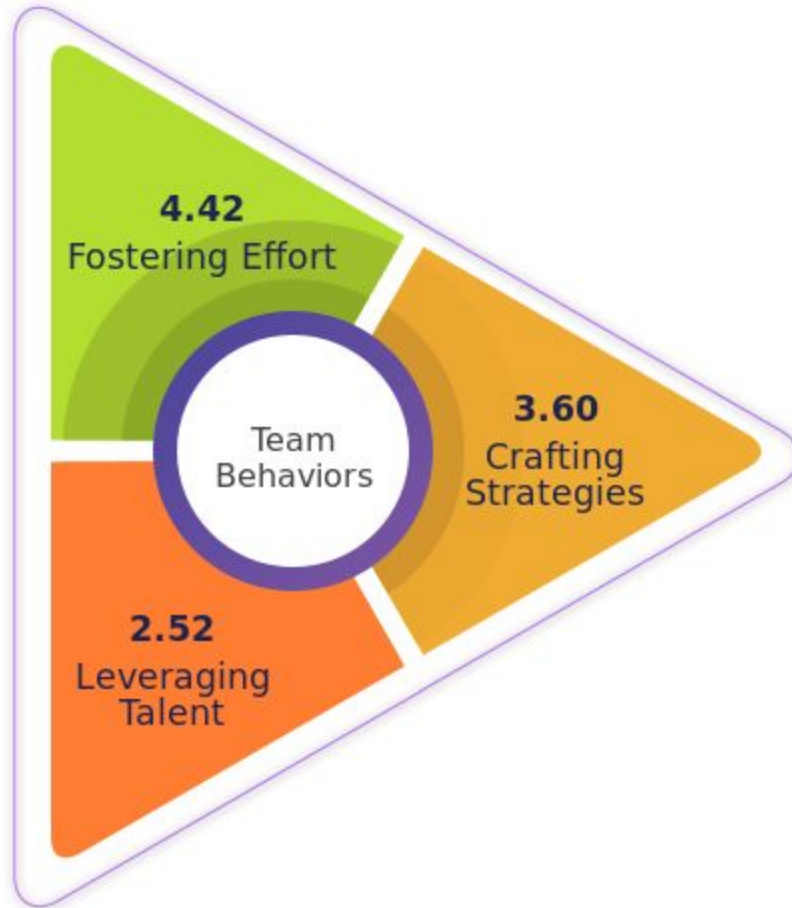 4.42
Fostering Effort
3.60
Crafting
Strategies
Team
Behaviors
2.52
Leveraging
Talent